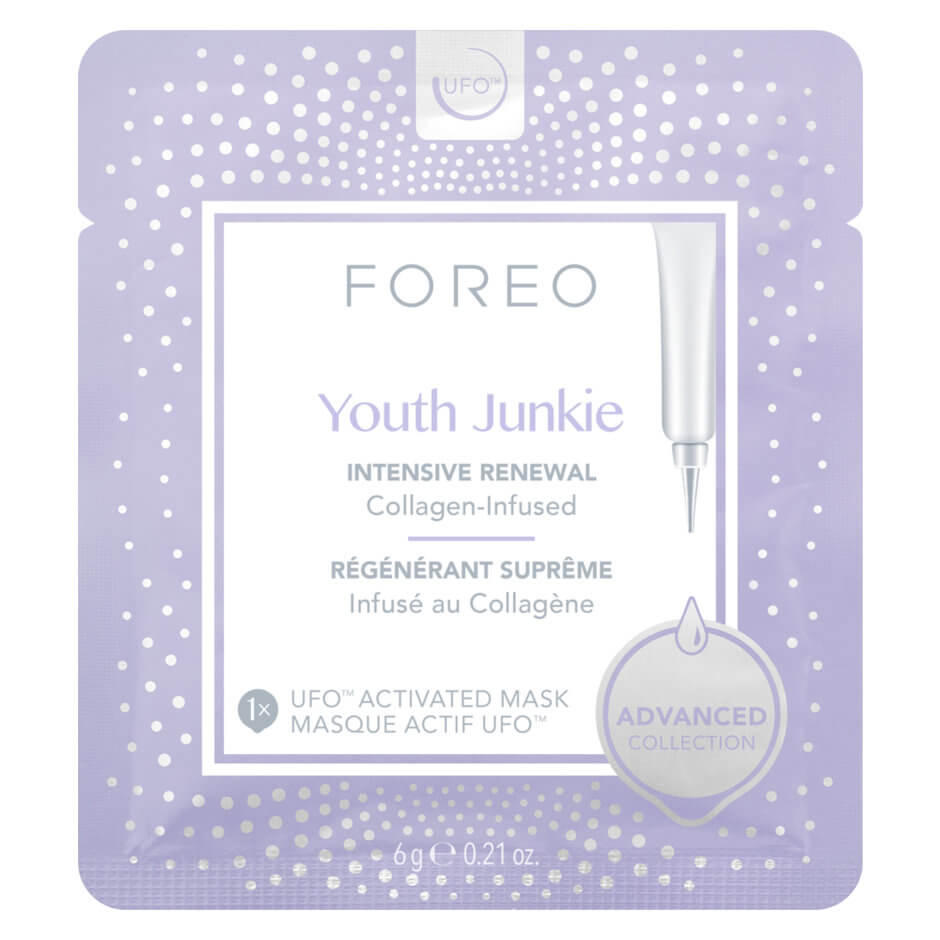 UFO™
FOREO
Youth Junkie
INTENSIVE RENEWAL
Collagen-Infused
RÉGÉNÉRANT SUPRÊME
Infusé au Collagène
1x UFO™ ACTIVATED MASK
MASQUE ACTIF UFO™
ADVANCED
COLLECTION
6 g ℮ 0.21 oz.